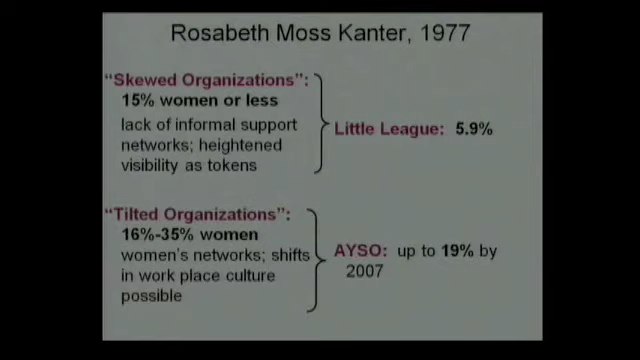 Rosabeth Moss Kanter, 1977
"Skewed Organizations":
15% women or less
lack of informal support
networks; heightened
visibility as tokens
Little League: 5.9%
"Tilted Organizations":
16%-35% women
women's networks; shifts
in work place culture
possible
AYSO: up to 19% by
2007